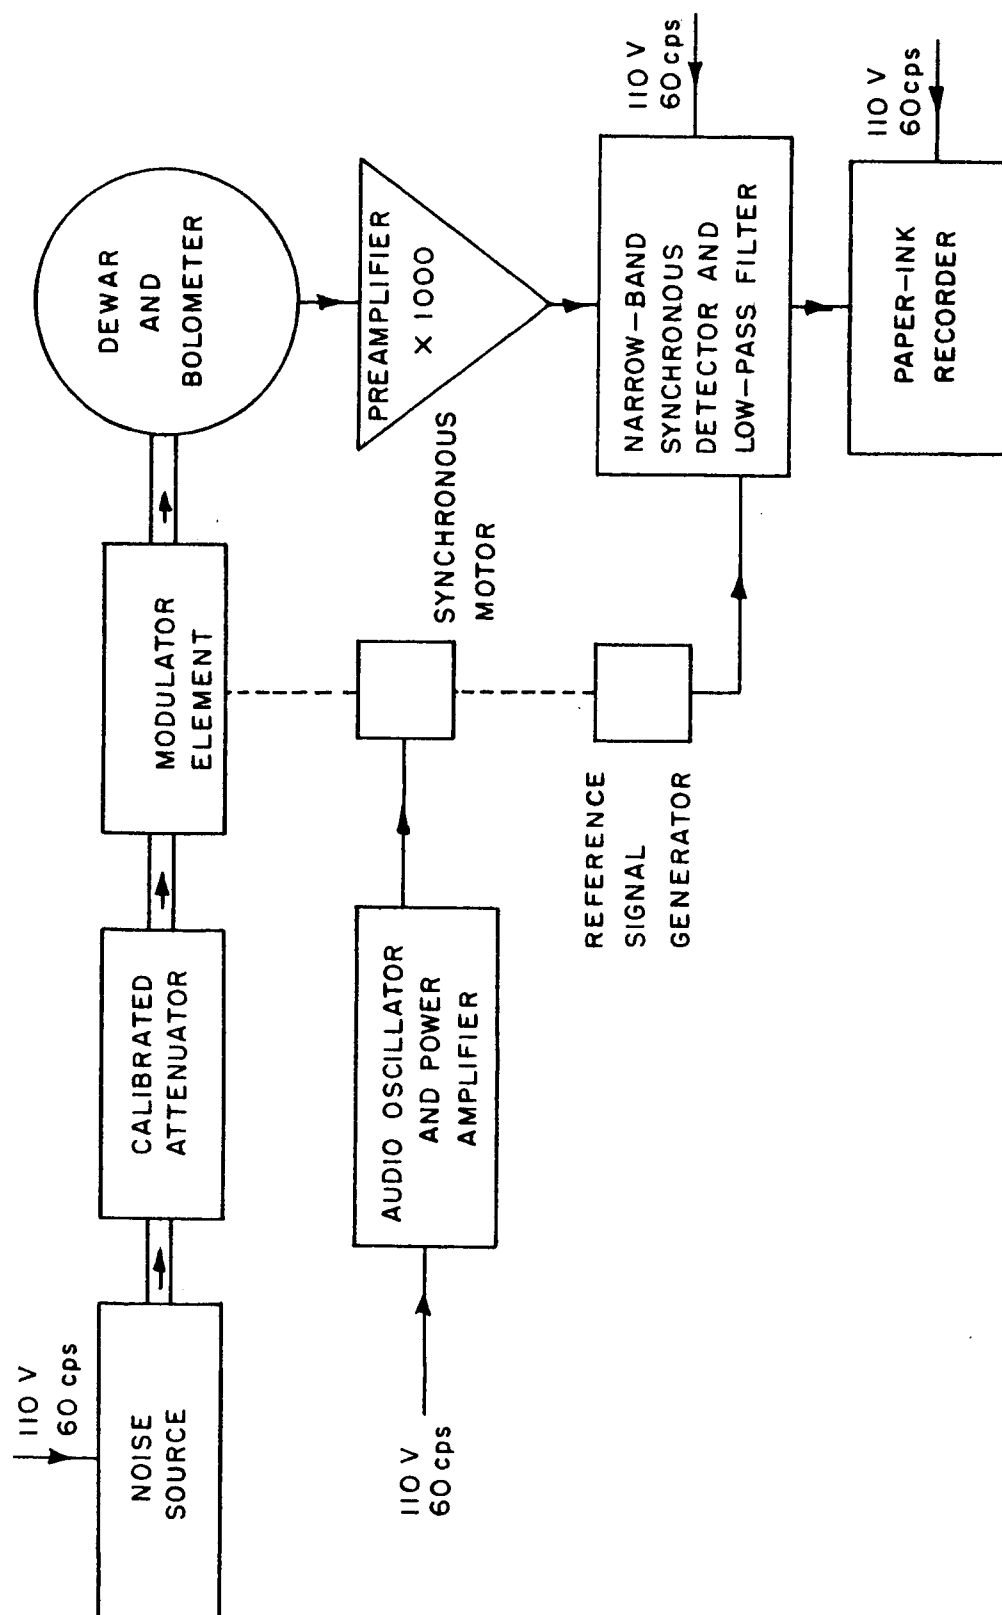 110 V
60 cps
NOISE
SOURCE
CALIBRATED
ATTENUATOR
MODULATOR
ELEMENT
DEWAR
AND
BOLOMETER
110 V
60 cps
AUDIO OSCILLATOR
AND POWER
AMPLIFIER
SYNCHRONOUS
MOTOR
PREAMPLIFIER
× 1000
REFERENCE
SIGNAL
GENERATOR
NARROW-BAND
SYNCHRONOUS
DETECTOR AND
LOW-PASS FILTER
110 V
60 cps
PAPER-INK
RECORDER
110 V
60 cps